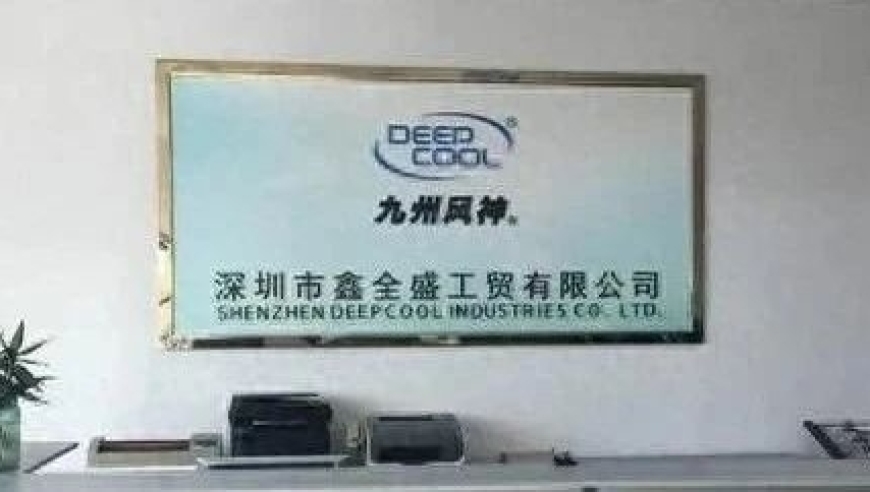 DEEP
COOL®
九州风神®
深圳市鑫全盛工贸有限公司
SHENZHEN DEEPCOOL INDUSTRIES CO. LTD.